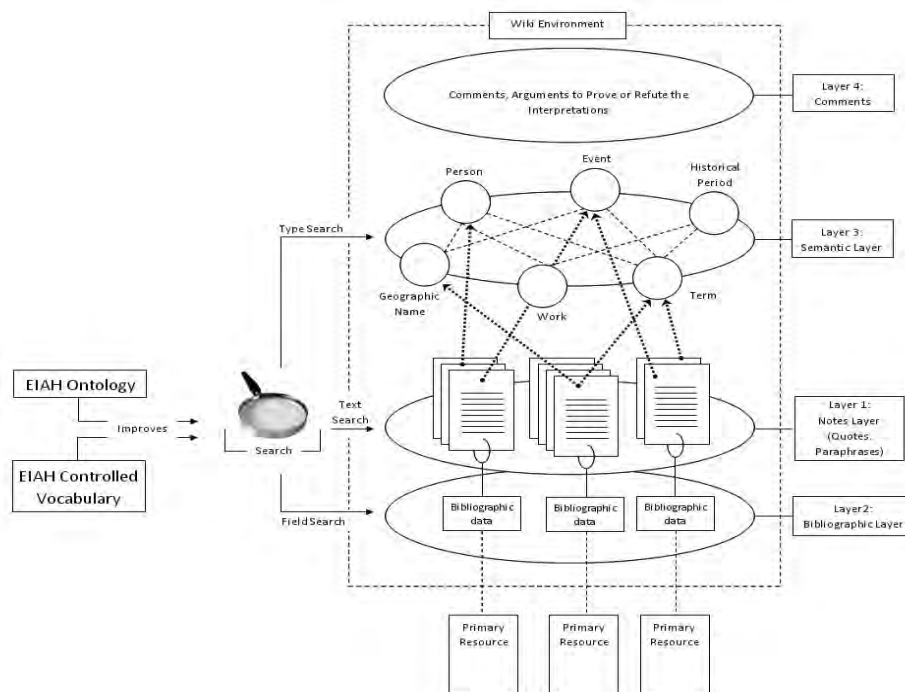 Wiki Environment
Comments, Arguments to Prove or Refute the
Interpretations
Layer 4:
Comments
Event
Person
Historical
Period
Type Search
Layer 3:
Semantic Layer
Geographic
Name
Work
Term
EIAH Ontology
Improves
EIAH Controlled
Vocabulary
Search
Text
Search
Layer 1:
Notes Layer
(Quotes.
Paraphrases)
Field Search
Bibliographic
data
Bibliographic
data
Bibliographic
data
Layer2:
Bibliographic Layer
Primary
Resource
Primary
Resource
Primary
Resource